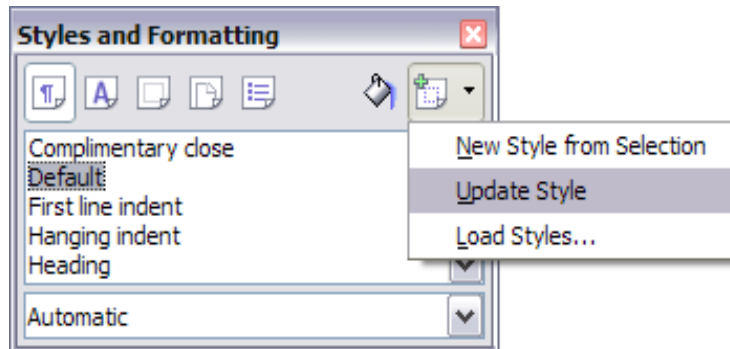 Styles and Formatting
New Style from Selection
Update Style
Load Styles...
Complimentary close
Default
First line indent
Hanging indent
Heading
Automatic